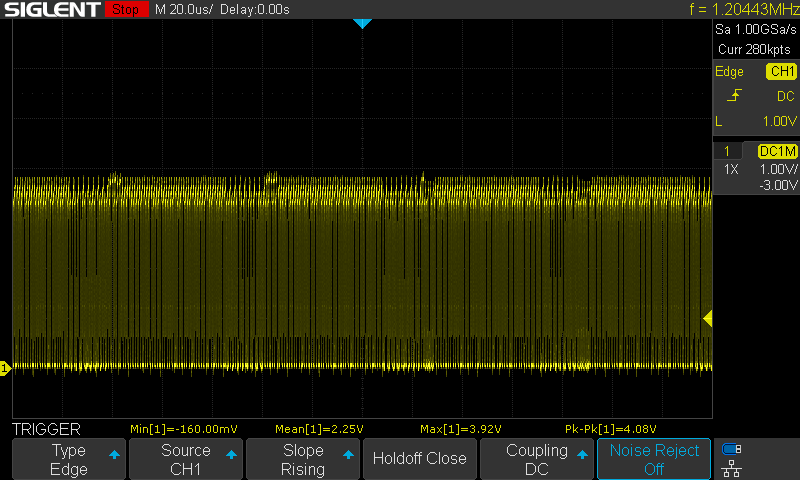 SIGLENT Stop M 20.0us/ Delay:0.00s f = 1.20443MHz
Sa 1.00GSa/s
Curr 280kpts
Edge CH1
DC
L 1.00V
1 DC1M
1X 1.00V/
-3.00V
1
TRIGGER Min[1]=-160.00mV Mean[1]=2.25V Max[1]=3.92V Pk-Pk[1]=4.08V
Type Source Slope Holdoff Close Coupling Noise Reject
Edge CH1 Rising DC Off